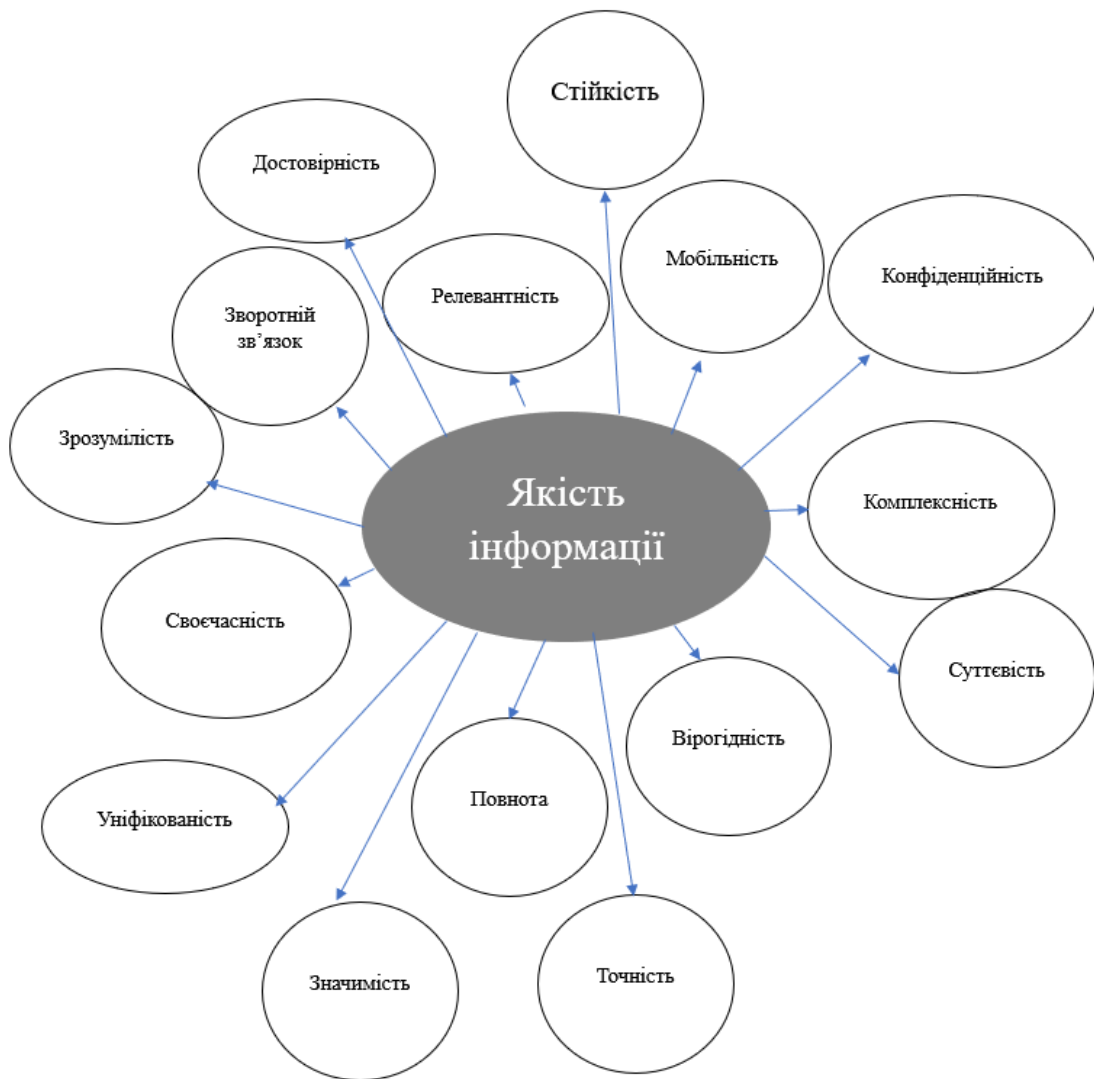 Стійкість
Достовірність
Мобільність
Конфіденційність
Релевантність
Зворотній
зв’язок
Зрозумілість
Якість
інформації
Комплексність
Своєчасність
Суттєвість
Вірогідність
Повнота
Уніфікованість
Значимість
Точність